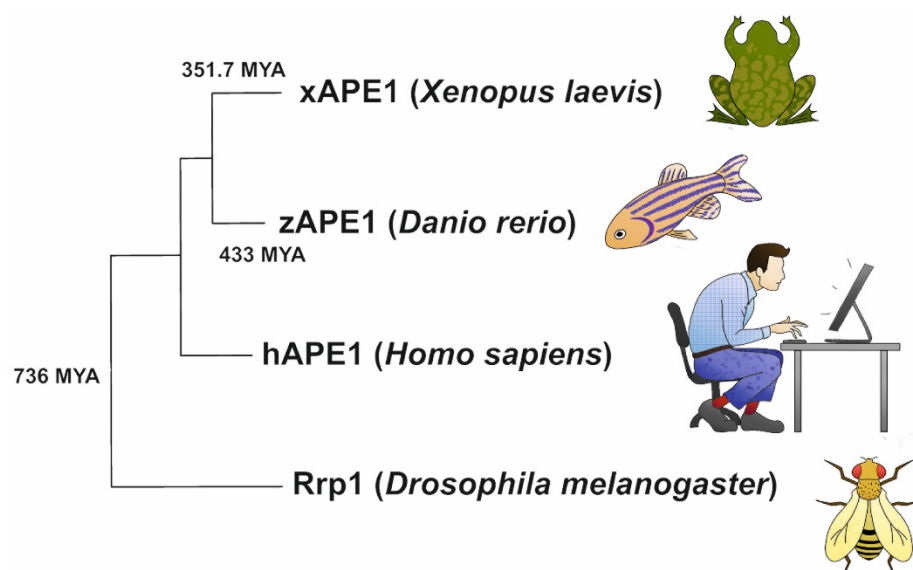 351.7 MYA
xAPE1 (Xenopus laevis)
zAPE1 (Danio rerio)
433 MYA
hAPE1 (Homo sapiens)
736 MYA
Rrp1 (Drosophila melanogaster)